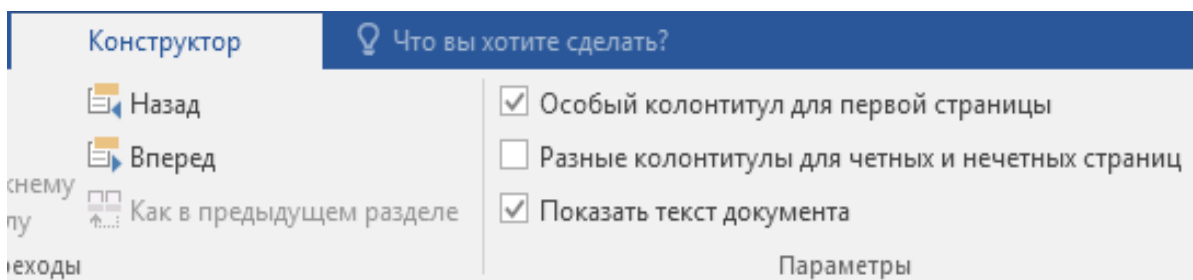 Конструктор Что вы хотите сделать?
Назад
Вперед
Как в предыдущем разделе
Особый колонтитул для первой страницы
Разные колонтитулы для четных и нечетных страниц
Показать текст документа
Параметры